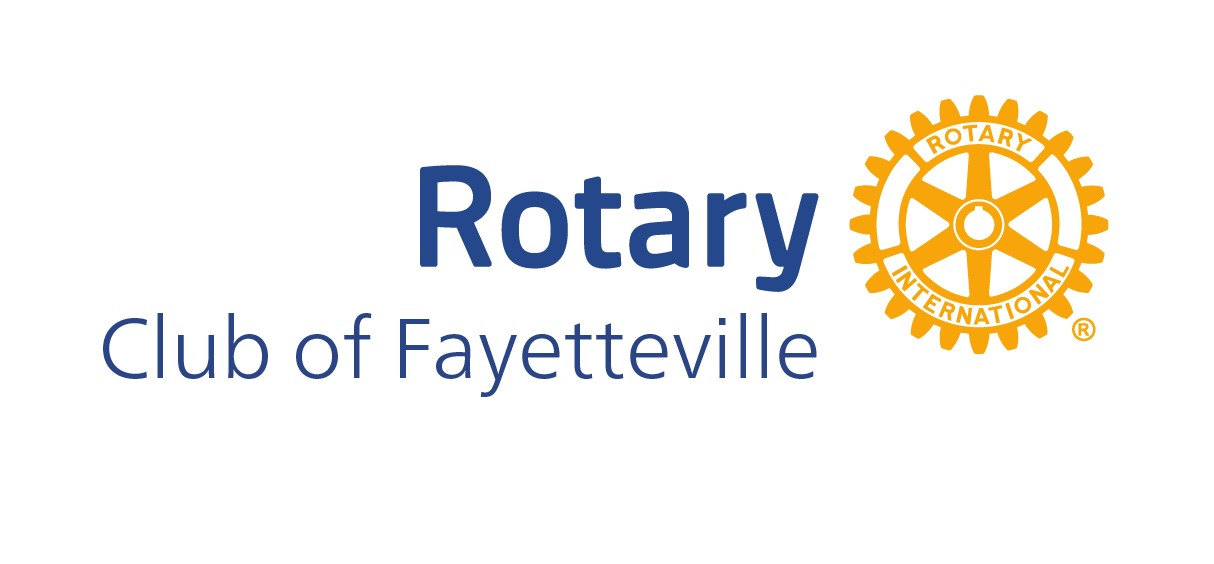 Rotary
Club of Fayetteville
ROTARY
INTERNATIONAL
®